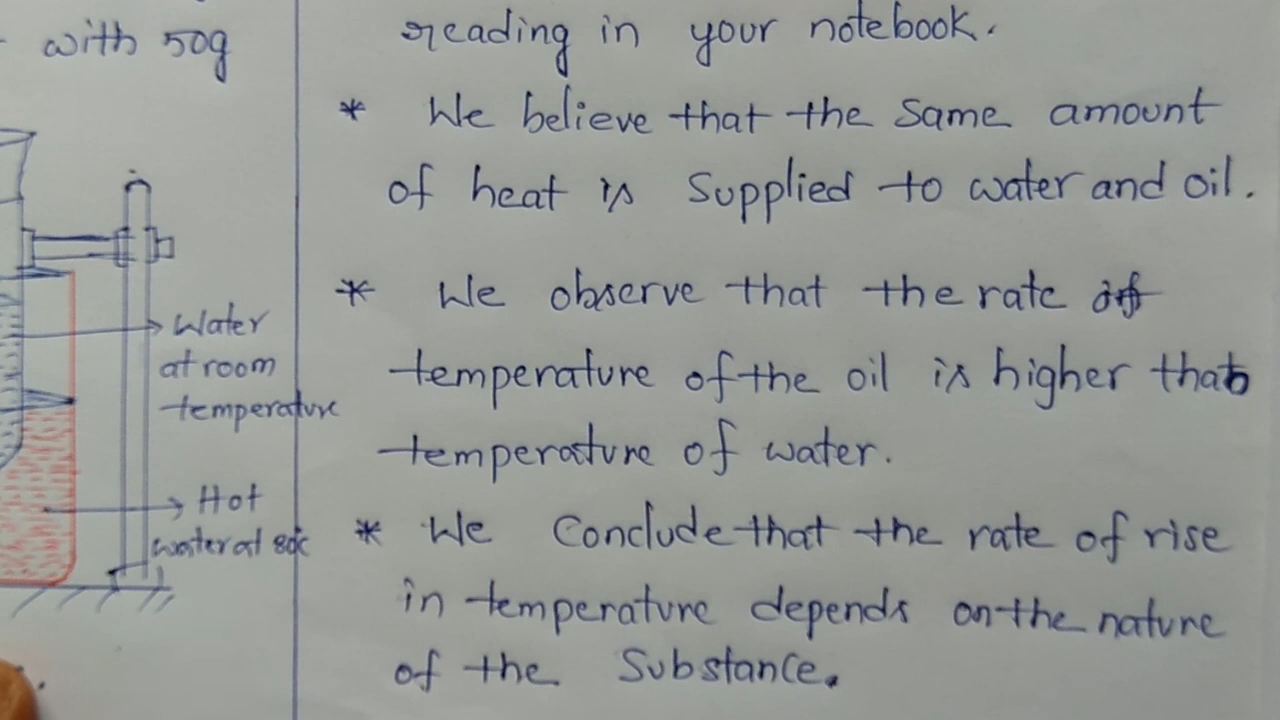 with 50g
Water
at room
temperature
Hot
water at 80c
reading in your notebook.
* We believe that the same amount
of heat is Supplied to water and oil.
* We observe that the rate of
temperature of the oil is higher that
temperature of water.
* We Conclude that the rate of rise
in temperature depends on the nature
of the Substance.